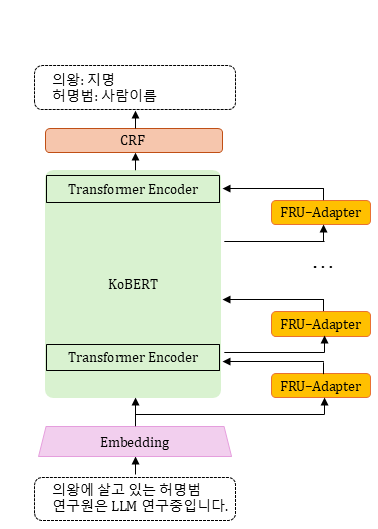 의왕: 지명
허명범: 사람이름
CRF
Transformer Encoder
FRU-Adapter
...
KoBERT
FRU-Adapter
Transformer Encoder
FRU-Adapter
Embedding
의왕에 살고 있는 허명범
연구원은 LLM 연구중입니다.